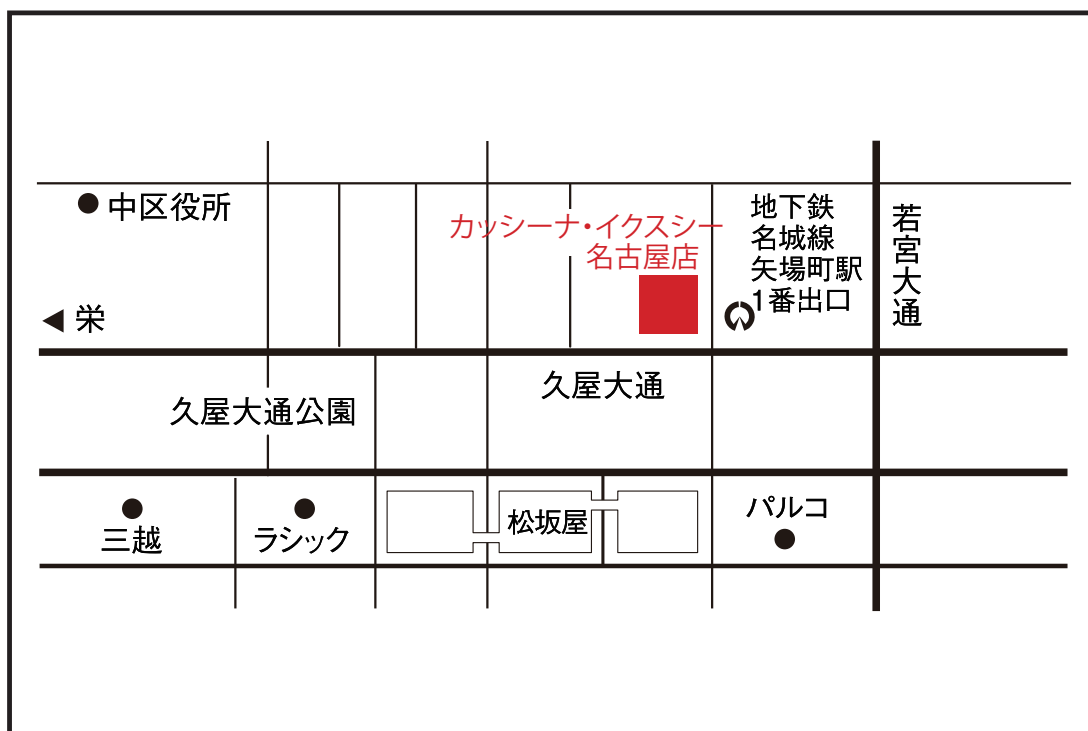 中区役所
カッシーナ・イクスシー
名古屋店
地下鉄
名城線
矢場町駅
1番出口
若宮大通
栄
久屋大通
久屋大通公園
三越
ラシック
松坂屋
パルコ